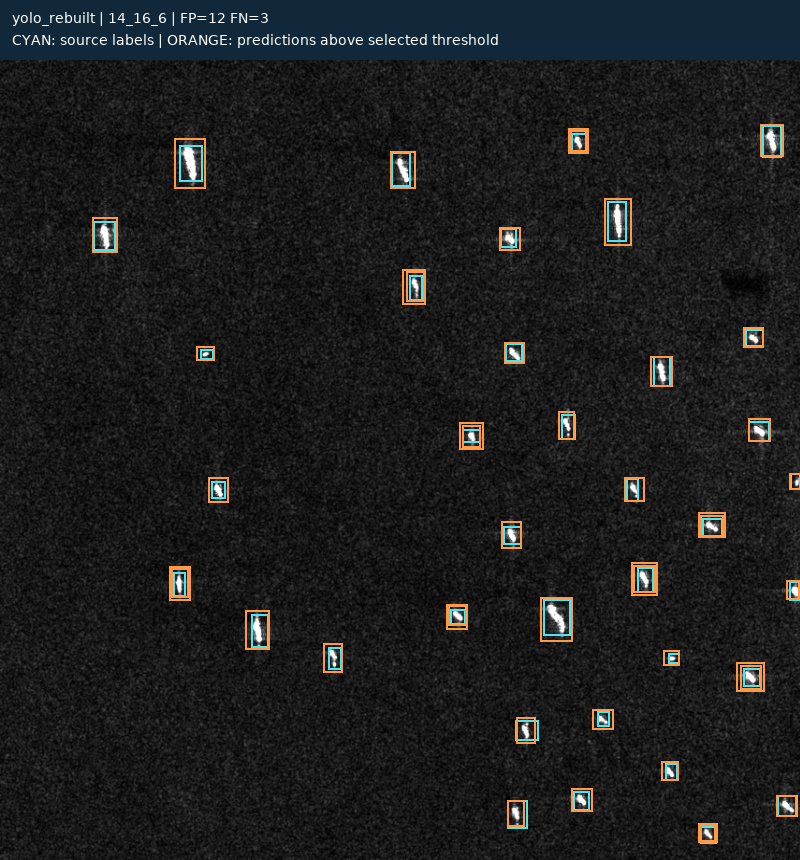 yolo_rebuilt | 14_16_6 | FP=12 FN=3
CYAN: source labels | ORANGE: predictions above selected threshold